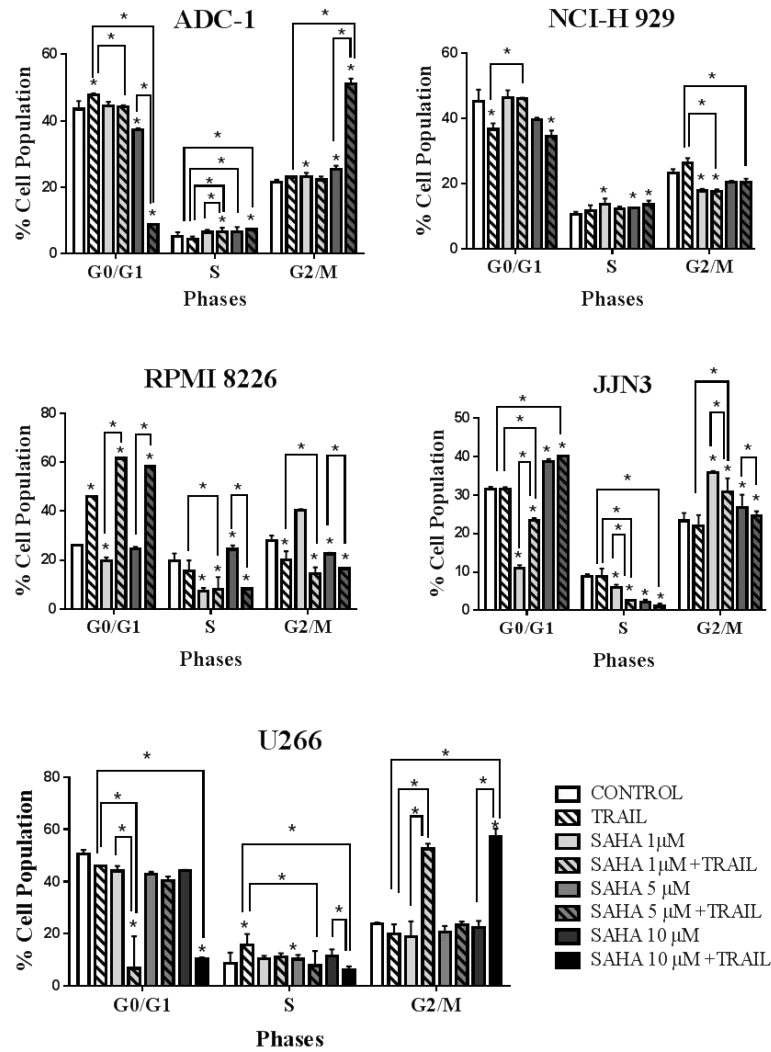 ADC-1
% Cell Population
60
40
20
0
* * * * * * *
* * * * *
* * * * *
G0/G1 S G2/M
Phases
NCI-H 929
% Cell Population
60
40
20
0
* * *
* * *
* * * *
G0/G1 S G2/M
Phases
RPMI 8226
% Cell Population
80
60
40
20
0
* * * * * *
* * * * * *
* * * * * *
G0/G1 S G2/M
Phases
JJN3
% Cell Population
50
40
30
20
10
0
* * * * * * *
* * * * * * *
* * * * * * *
G0/G1 S G2/M
Phases
U266
% Cell Population
80
60
40
20
0
* * * * *
* * * * *
* * * * * *
G0/G1 S G2/M
Phases
CONTROL
TRAIL
SAHA 1µM
SAHA 1µM +TRAIL
SAHA 5 µM
SAHA 5 µM +TRAIL
SAHA 10 µM
SAHA 10 µM +TRAIL